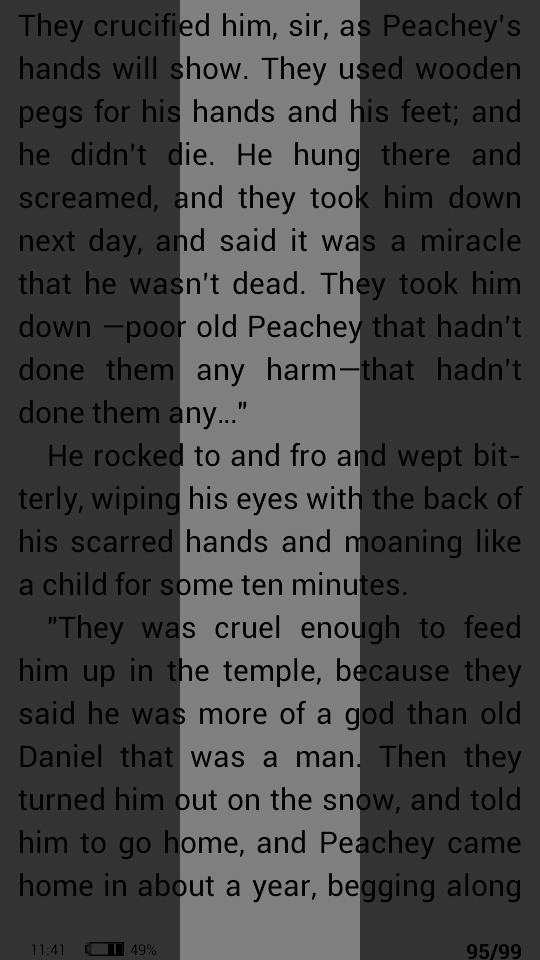 They crucified him, sir, as Peachey's
hands will show. They used wooden
pegs for his hands and his feet; and
he didn't die. He hung there and
screamed, and they took him down
next day, and said it was a miracle
that he wasn't dead. They took him
down —poor old Peachey that hadn't
done them any harm—that hadn't
done them any..."
He rocked to and fro and wept bit-
terly, wiping his eyes with the back of
his scarred hands and moaning like
a child for some ten minutes.
"They was cruel enough to feed
him up in the temple, because they
said he was more of a god than old
Daniel that was a man. Then they
turned him out on the snow, and told
him to go home, and Peachey came
home in about a year, begging along
11:41 49% 95/99